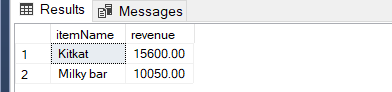 Results Messages
itemName revenue
1 Kitkat 15600.00
2 Milky bar 10050.00